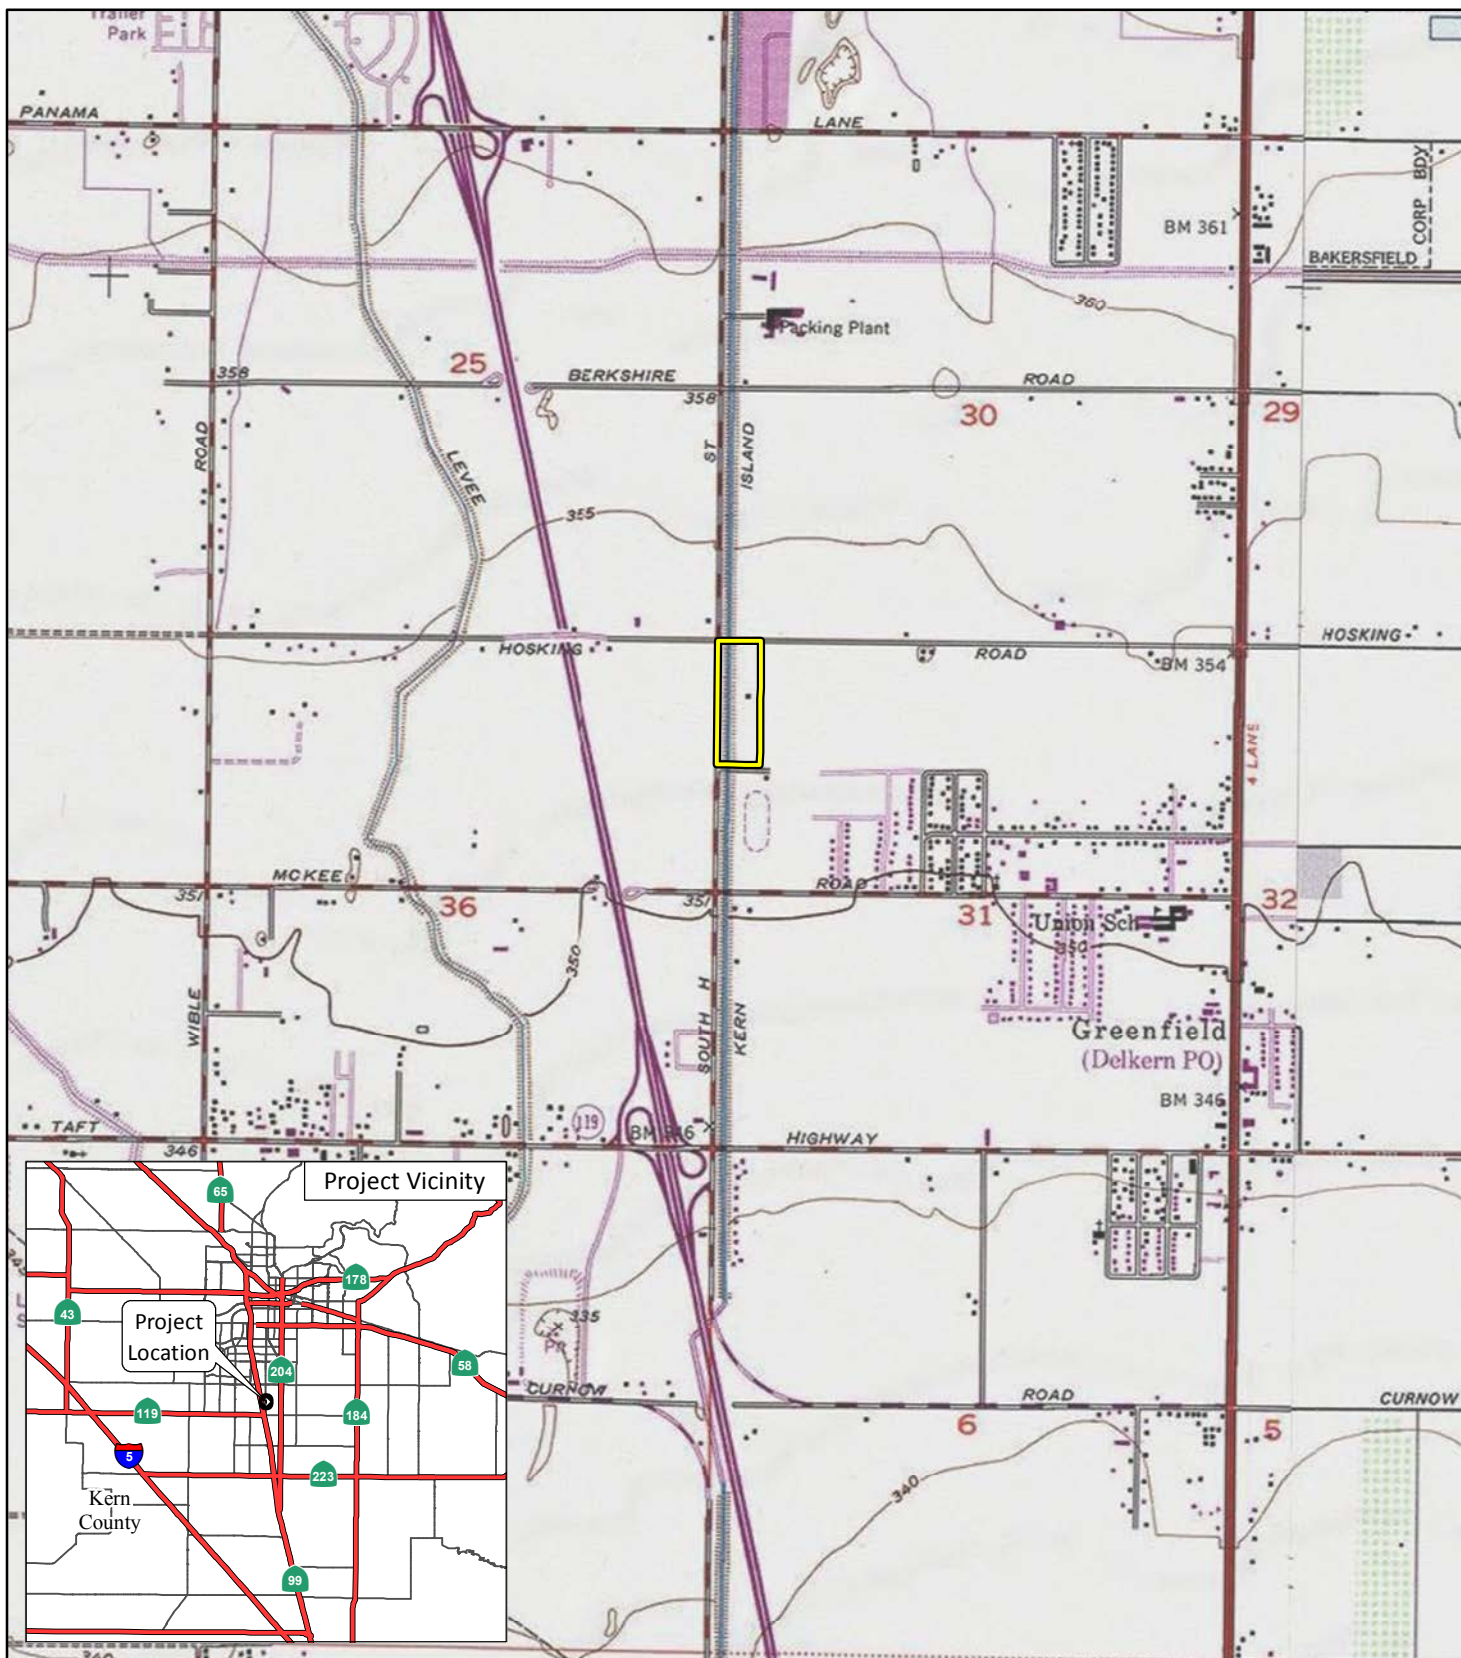 Trailer
Park
PANAMA
LANE
BM 361
CORP BDY
BAKERSFIELD
360
Packing Plant
25
358
BERKSHIRE
358
ROAD
30
29
ROAD
LEVEE
ST
ISLAND
355
HOSKING
ROAD
BM 354
HOSKING
4 LANE
MCKEE
351
36
ROAD
351
31
32
Union Sch
350
350
WIBLE
SOUTH H
KERN
Greenfield
(Delkern PO)
BM 346
TAFT
346
119
BM 346
HIGHWAY
Project Vicinity
65
178
43
Project
Location
204
58
119
184
5
223
Kern
County
99
335
CURNOW
ROAD
CURNOW
6
5
340
340